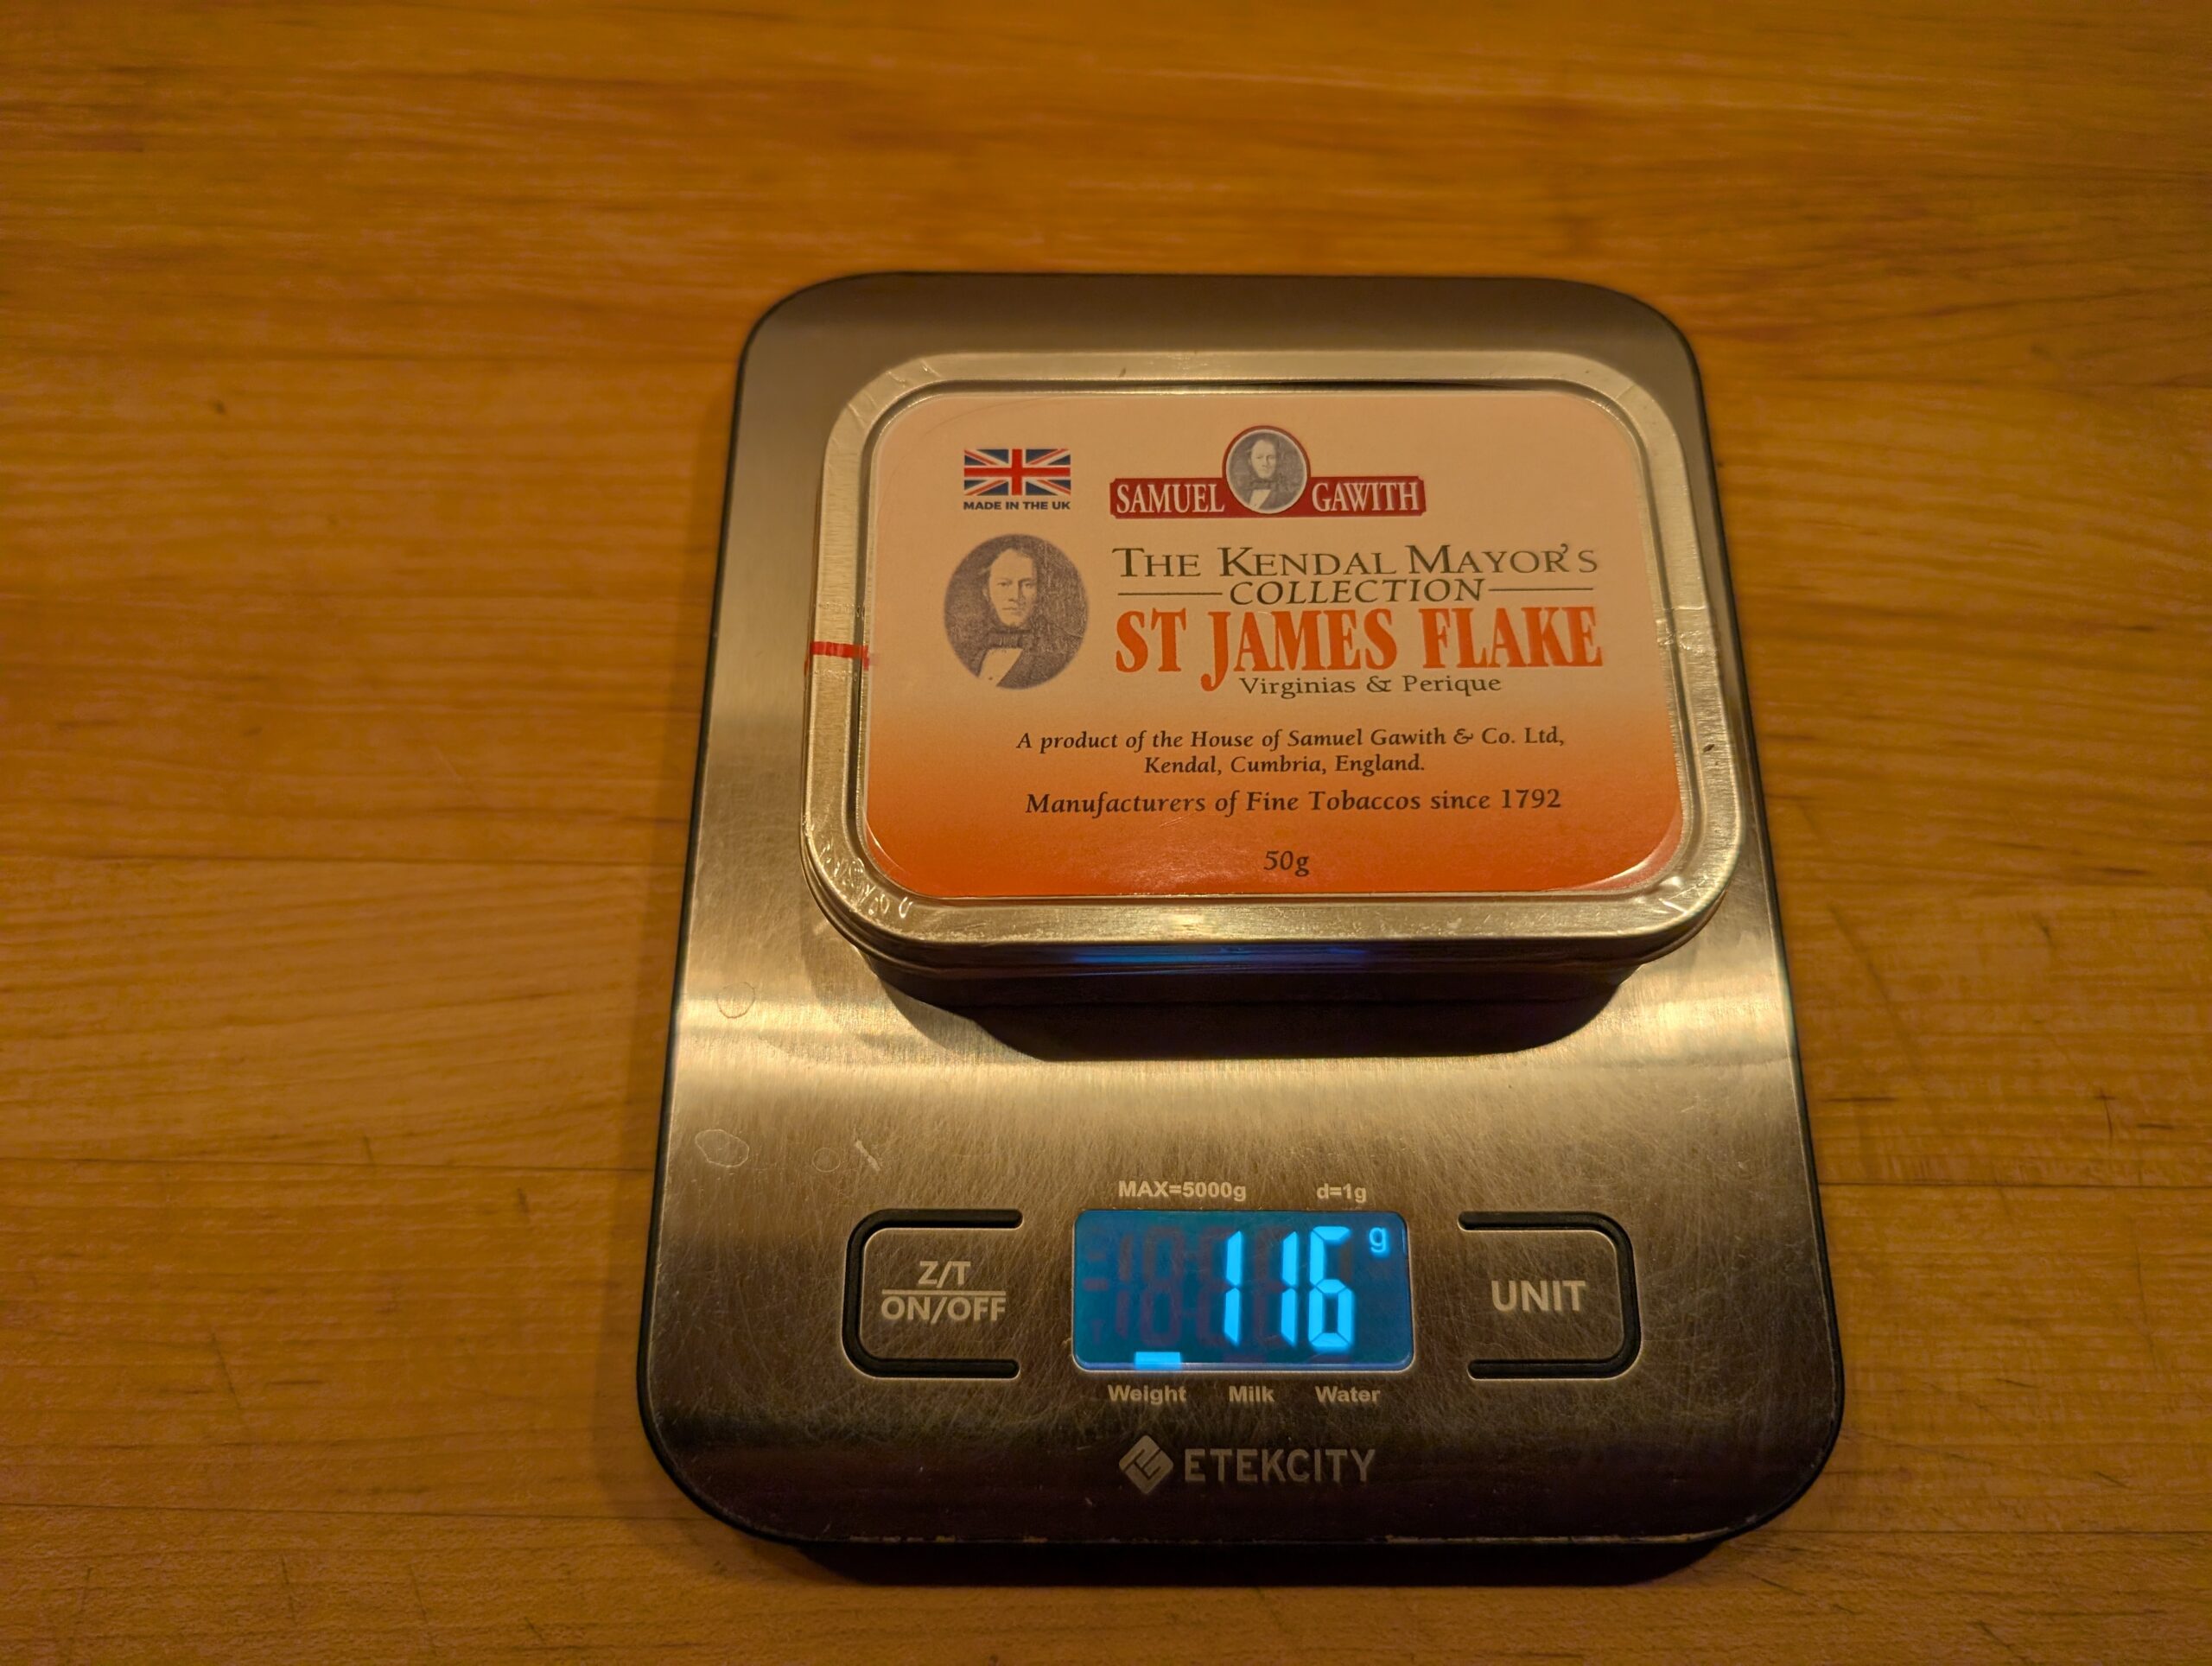 MADE IN THE UK
SAMUEL GAWITH
THE KENDAL MAYOR'S
COLLECTION
ST JAMES FLAKE
Virginias & Perique
A product of the House of Samuel Gawith & Co. Ltd,
Kendal, Cumbria, England.
Manufacturers of Fine Tobaccos since 1792
50g
MAX=5000g d=1g
Z/T
ON/OFF
116 g
UNIT
Weight Milk Water
ETEKCITY